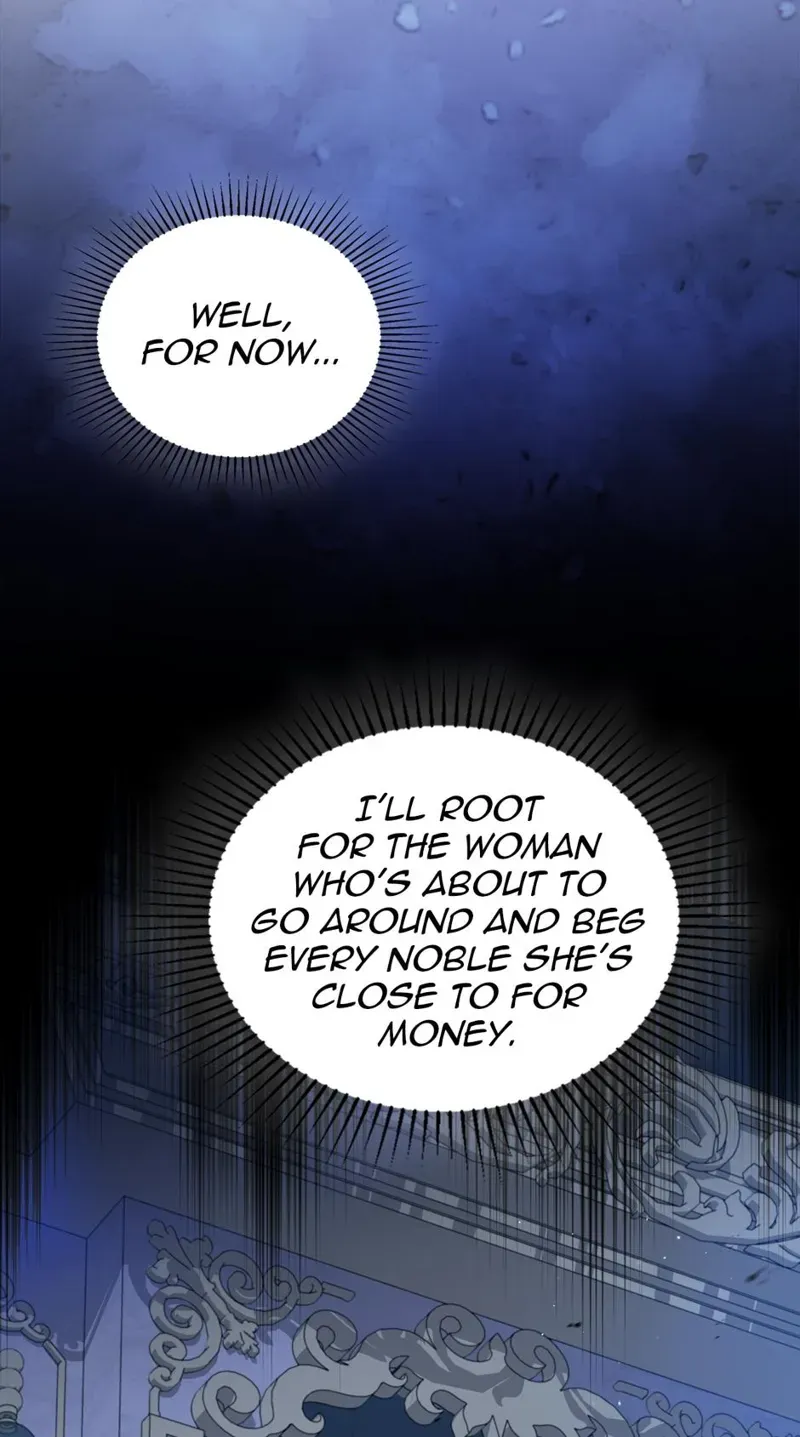 WELL,
FOR NOW...
I'LL ROOT
FOR THE WOMAN
WHO'S ABOUT TO
GO AROUND AND BEG
EVERY NOBLE SHE'S
CLOSE TO FOR
MONEY.